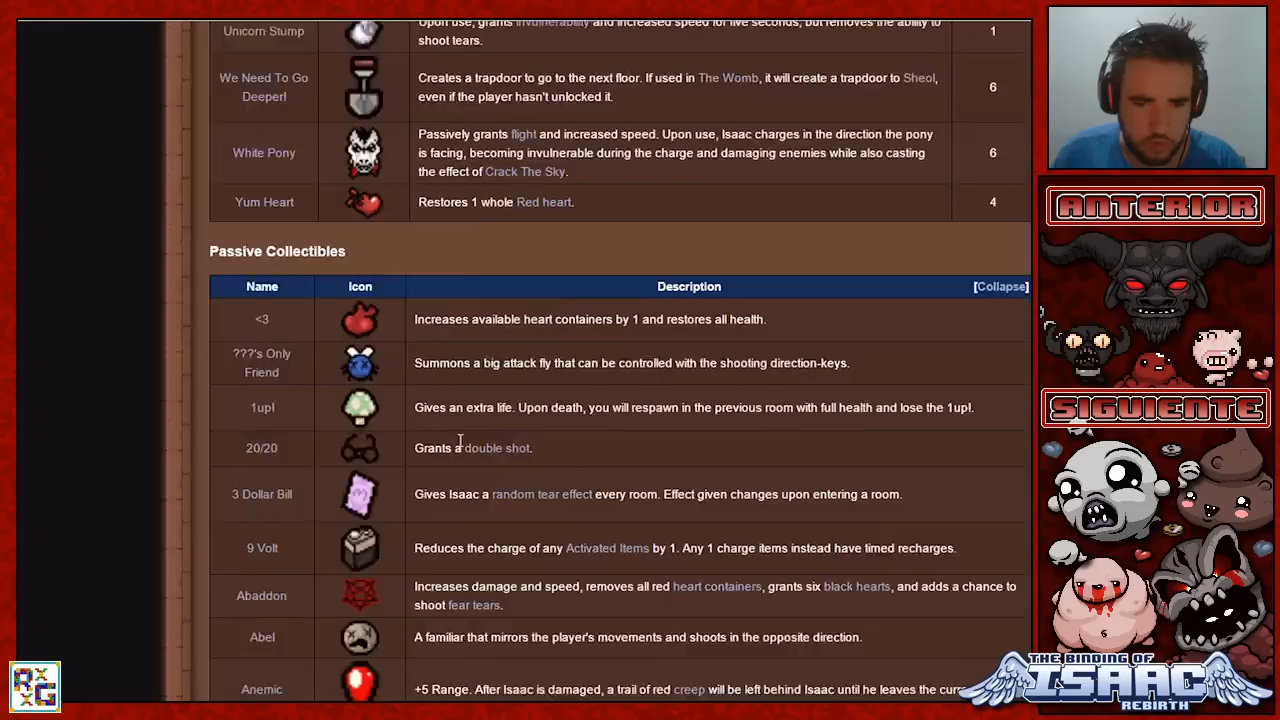 Unicorn Stump
Upon use, grants invulnerability and increased speed for five seconds, but removes the ability to
shoot tears.
1
We Need To Go
Deeper!
Creates a trapdoor to go to the next floor. If used in The Womb, it will create a trapdoor to Sheol,
even if the player hasn't unlocked it.
6
White Pony
Passively grants flight and increased speed. Upon use, Isaac charges in the direction the pony
is facing, becoming invulnerable during the charge and damaging enemies while also casting
the effect of Crack The Sky.
6
Yum Heart
Restores 1 whole Red heart.
4
Passive Collectibles
Name Icon Description [Collapse]
<3
Increases available heart containers by 1 and restores all health.
???'s Only
Friend
Summons a big attack fly that can be controlled with the shooting direction-keys.
1up!
Gives an extra life. Upon death, you will respawn in the previous room with full health and lose the 1up!.
20/20
Grants a double shot.
3 Dollar Bill
Gives Isaac a random tear effect every room. Effect given changes upon entering a room.
9 Volt
Reduces the charge of any Activated Items by 1. Any 1 charge items instead have timed recharges.
Abaddon
Increases damage and speed, removes all red heart containers, grants six black hearts, and adds a chance to
shoot fear tears.
Abel
A familiar that mirrors the player's movements and shoots in the opposite direction.
Anemic
+5 Range. After Isaac is damaged, a trail of red creep will be left behind Isaac until he leaves the
ANTERIOR
SIGUIENTE
THE BINDING OF
ISAAC
REBIRTH
RXXG